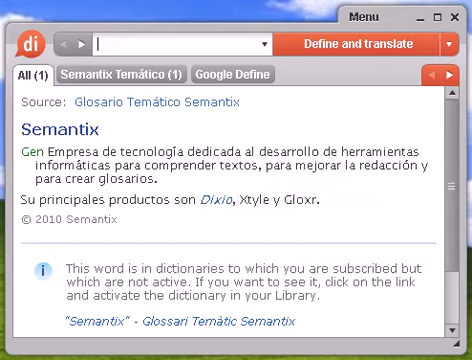 Menu
di
Define and translate
All (1)
Semantix Temático (1)
Google Define
Source: Glosario Temático Semantix
Semantix
Gen Empresa de tecnología dedicada al desarrollo de herramientas
informáticas para comprender textos, para mejorar la redacción y
para crear glosarios.
Su principales productos son Dixio, Xtyle y Gloxr.
© 2010 Semantix
i
This word is in dictionaries to which you are subscribed but
which are not active. If you want to see it, click on the link
and activate the dictionary in your Library.
"Semantix" - Glossari Temàtic Semantix